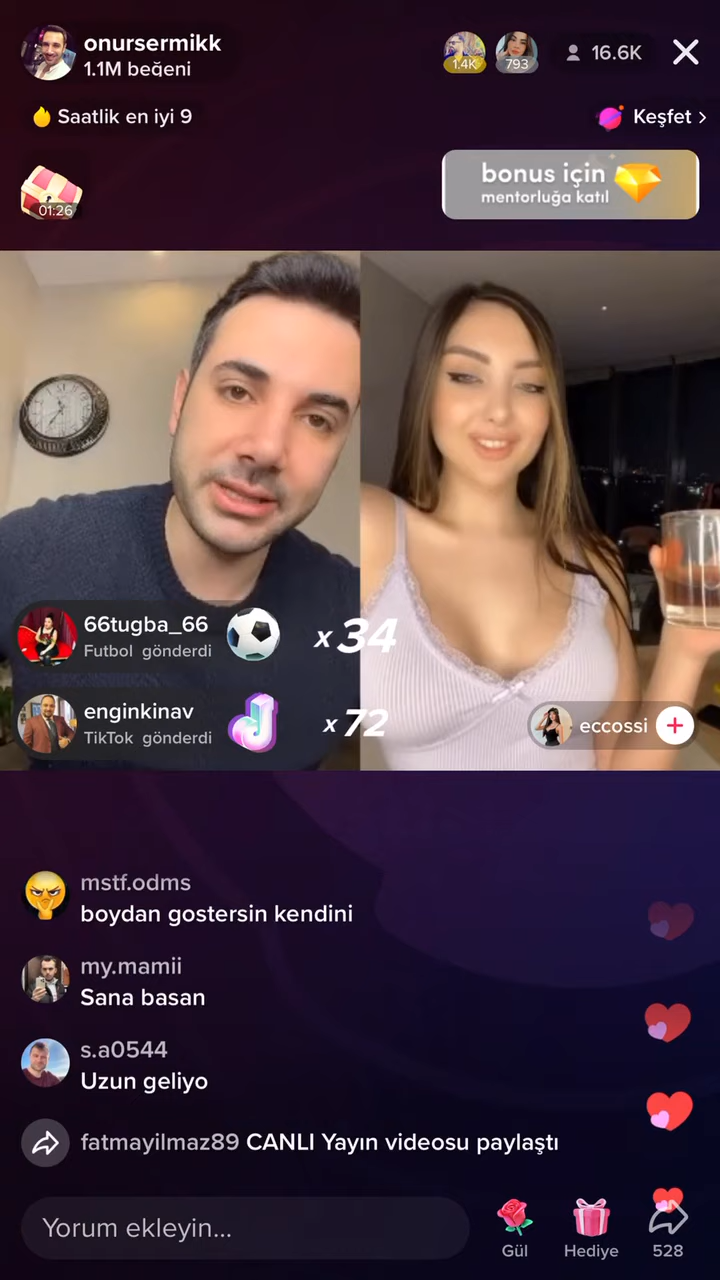 onursermikk
1.1M beğeni
1.4K
793
16.6K
Saatlik en iyi 9
Keşfet
01:26
bonus için
mentorluğa katıl
66tugba_66
Futbol gönderdi
x34
enginkinav
TikTok gönderdi
x72
eccossi
mstf.odms
boydan gostersin kendini
my.mamii
Sana basan
s.a0544
Uzun geliyo
fatmayilmaz89 CANLI Yayın videosu paylaştı
Yorum ekleyin...
Gül
Hediye
528